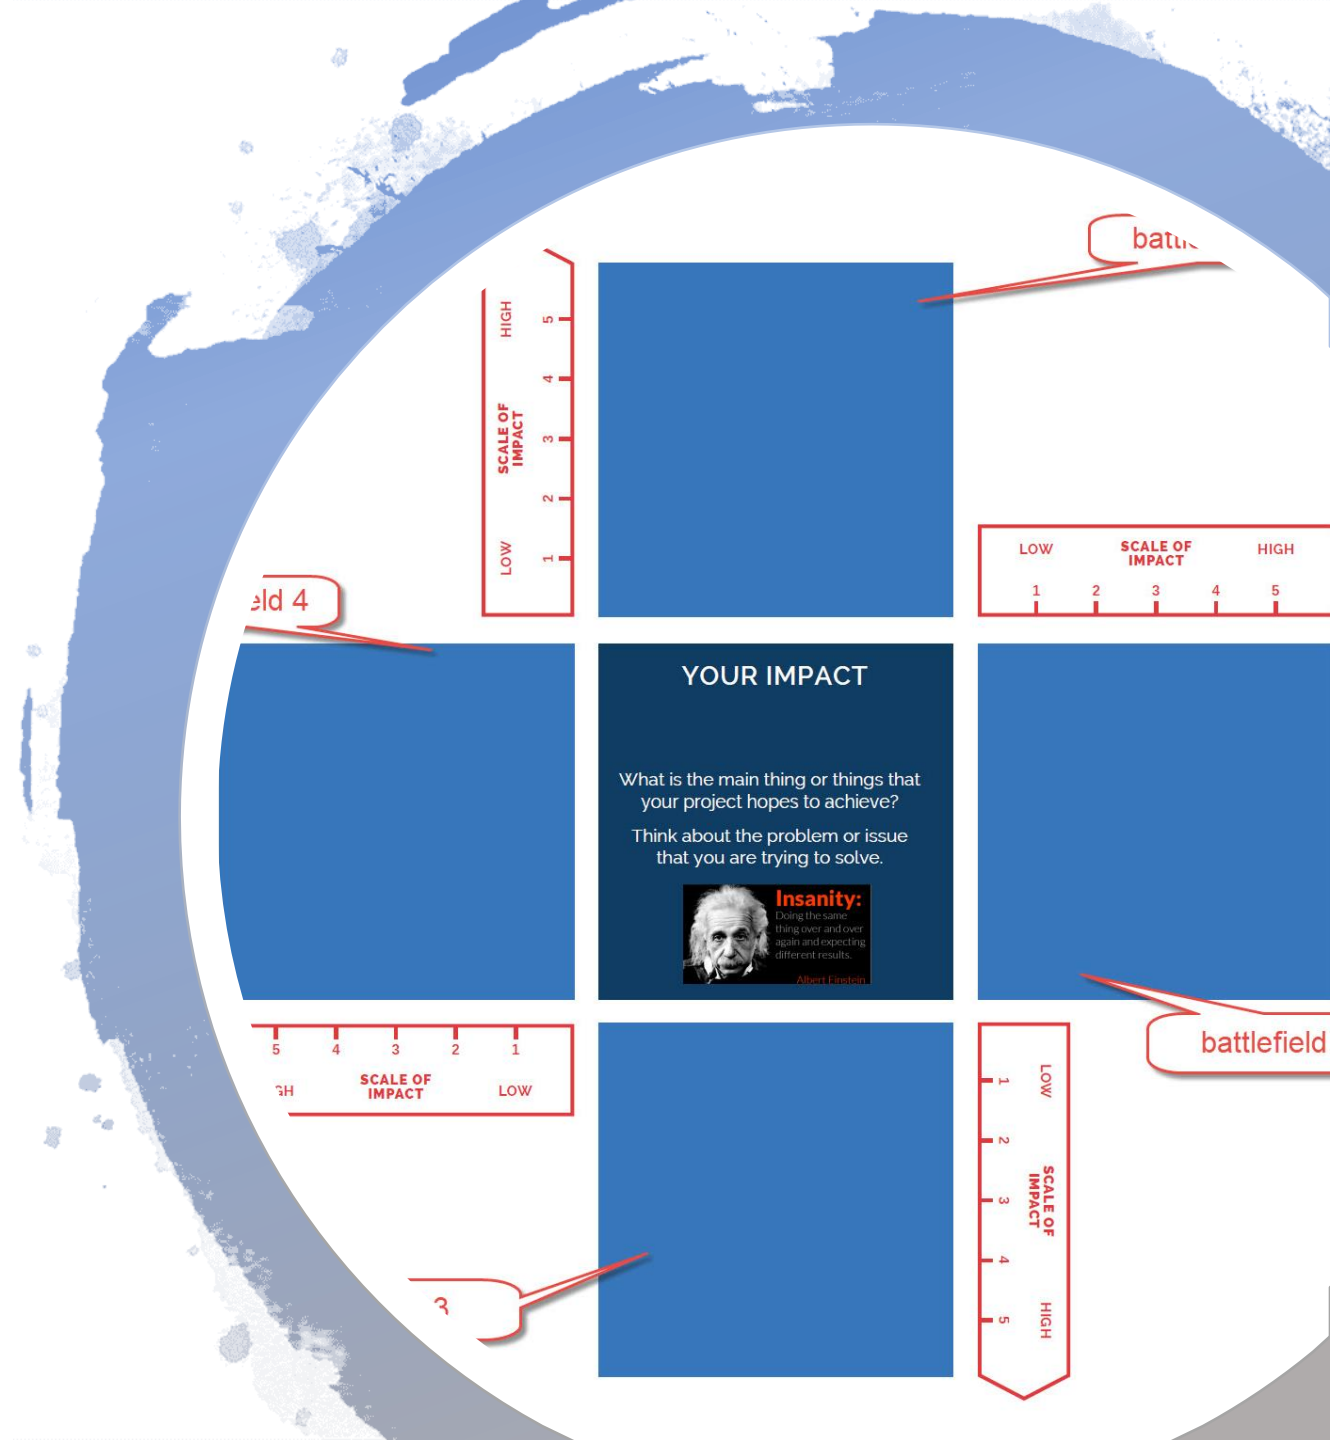 HIGH
5
4
SCALE OF
IMPACT
3
2
LOW
1
LOW
SCALE OF
IMPACT
HIGH
1 2 3 4 5
4
YOUR IMPACT
What is the main thing or things that
your project hopes to achieve?
Think about the problem or issue
that you are trying to solve.
Insanity:
Doing the same
thing over and over
again and expecting
different results.
Albert Einstein
battlefield
5 4 3 2 1
SCALE OF
IMPACT
LOW
1
LOW
2
3
SCALE OF
IMPACT
4
5
HIGH
3